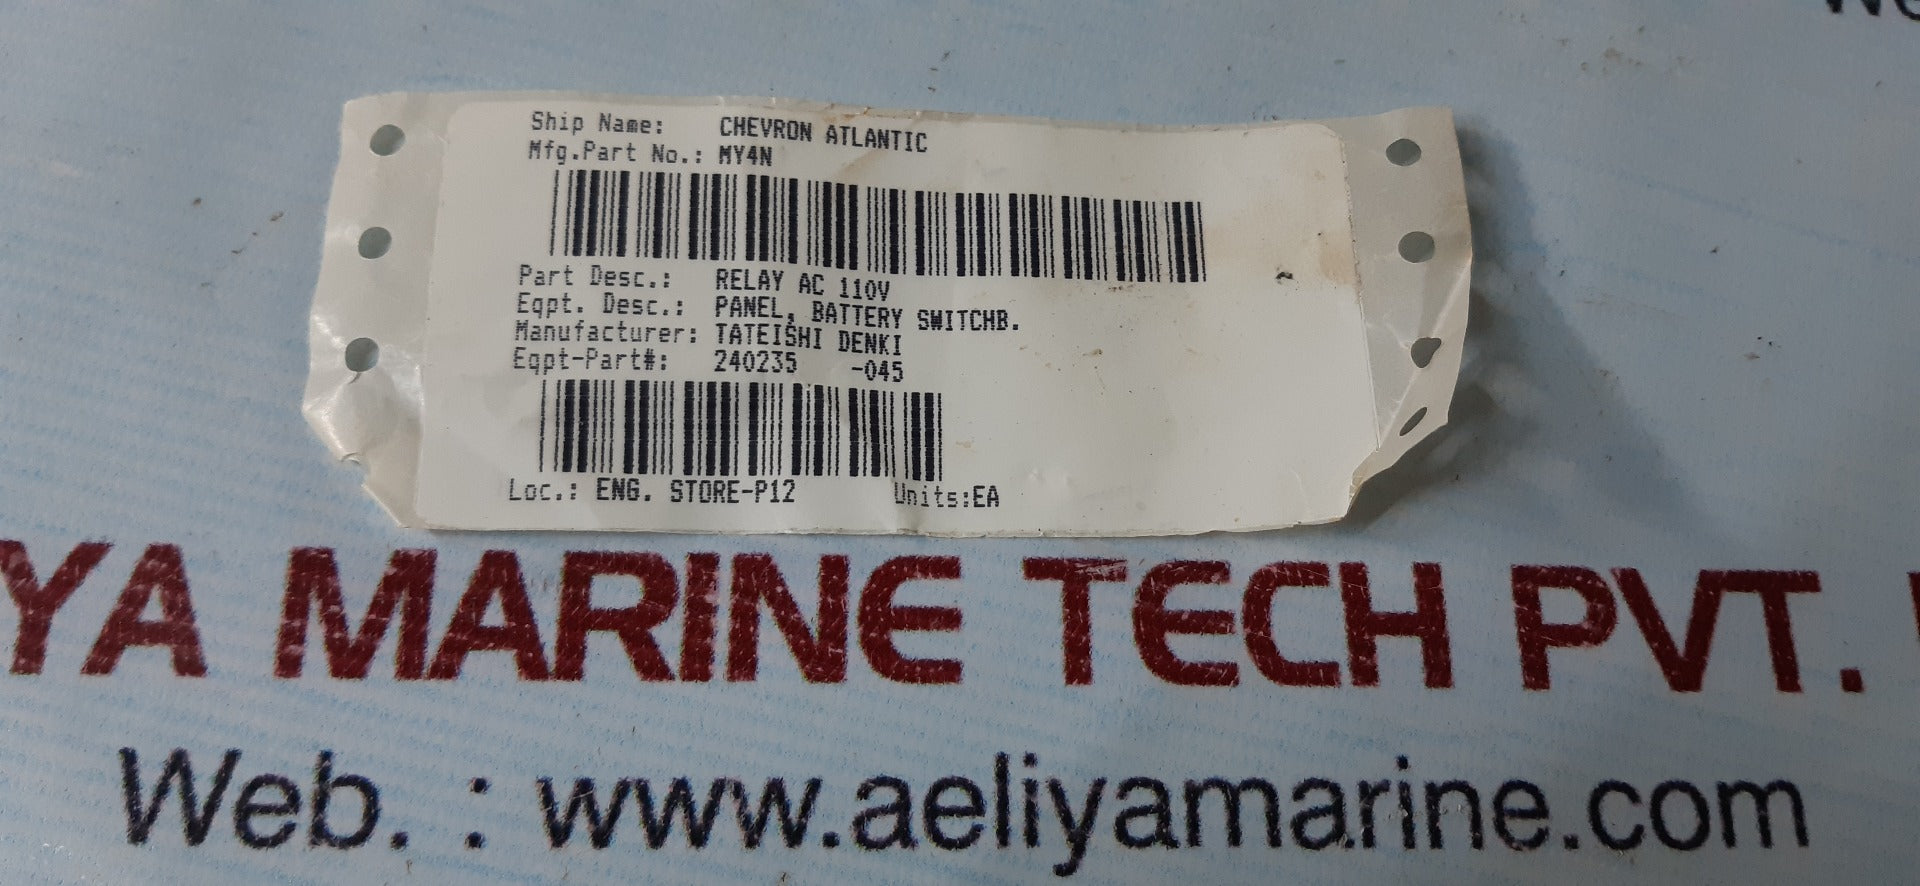 Ship Name: CHEVRON ATLANTIC
Mfg.Part No.: MY4N
Part Desc.: RELAY AC 110V
Eqpt. Desc.: PANEL, BATTERY SWITCHB.
Manufacturer: TATEISHI DENKI
Eqpt-Part#: 240235 -045
Loc.: ENG. STORE-P12 Units:EA
YA MARINE TECH PVT.
Web. : www.aeliyamarine.com